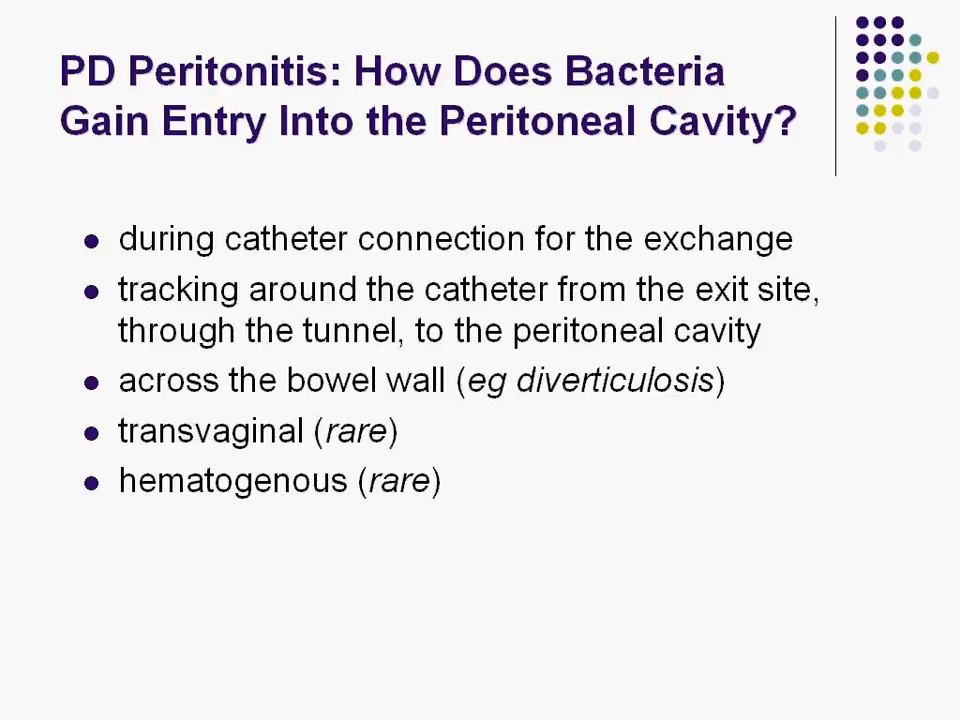 PD Peritonitis: How Does Bacteria
Gain Entry Into the Peritoneal Cavity?
during catheter connection for the exchange
tracking around the catheter from the exit site,
through the tunnel, to the peritoneal cavity
across the bowel wall (eg diverticulosis)
transvaginal (rare)
hematogenous (rare)